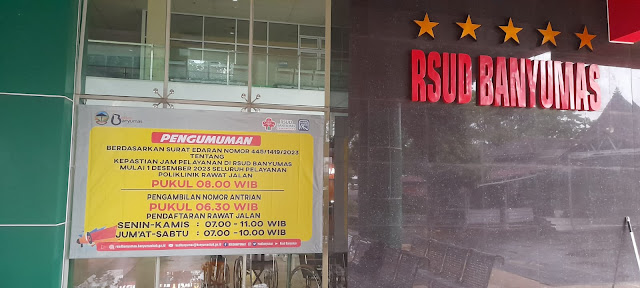 RSUD BANYUMAS
PENGUMUMAN
BERDASARKAN SURAT EDARAN NOMOR 445/1419/2023
TENTANG
KEPASTIAN JAM PELAYANAN DI RSUD BANYUMAS
MULAI 1 DESEMBER 2023 SELURUH PELAYANAN
POLIKLINIK RAWAT JALAN
PUKUL 08.00 WIB
PENGAMBILAN NOMOR ANTRIAN
PUKUL 06.30 WIB
PENDAFTARAN RAWAT JALAN
SENIN-KAMIS : 07.00 - 11.00 WIB
JUM'AT-SABTU : 07.00 - 10.00 WIB